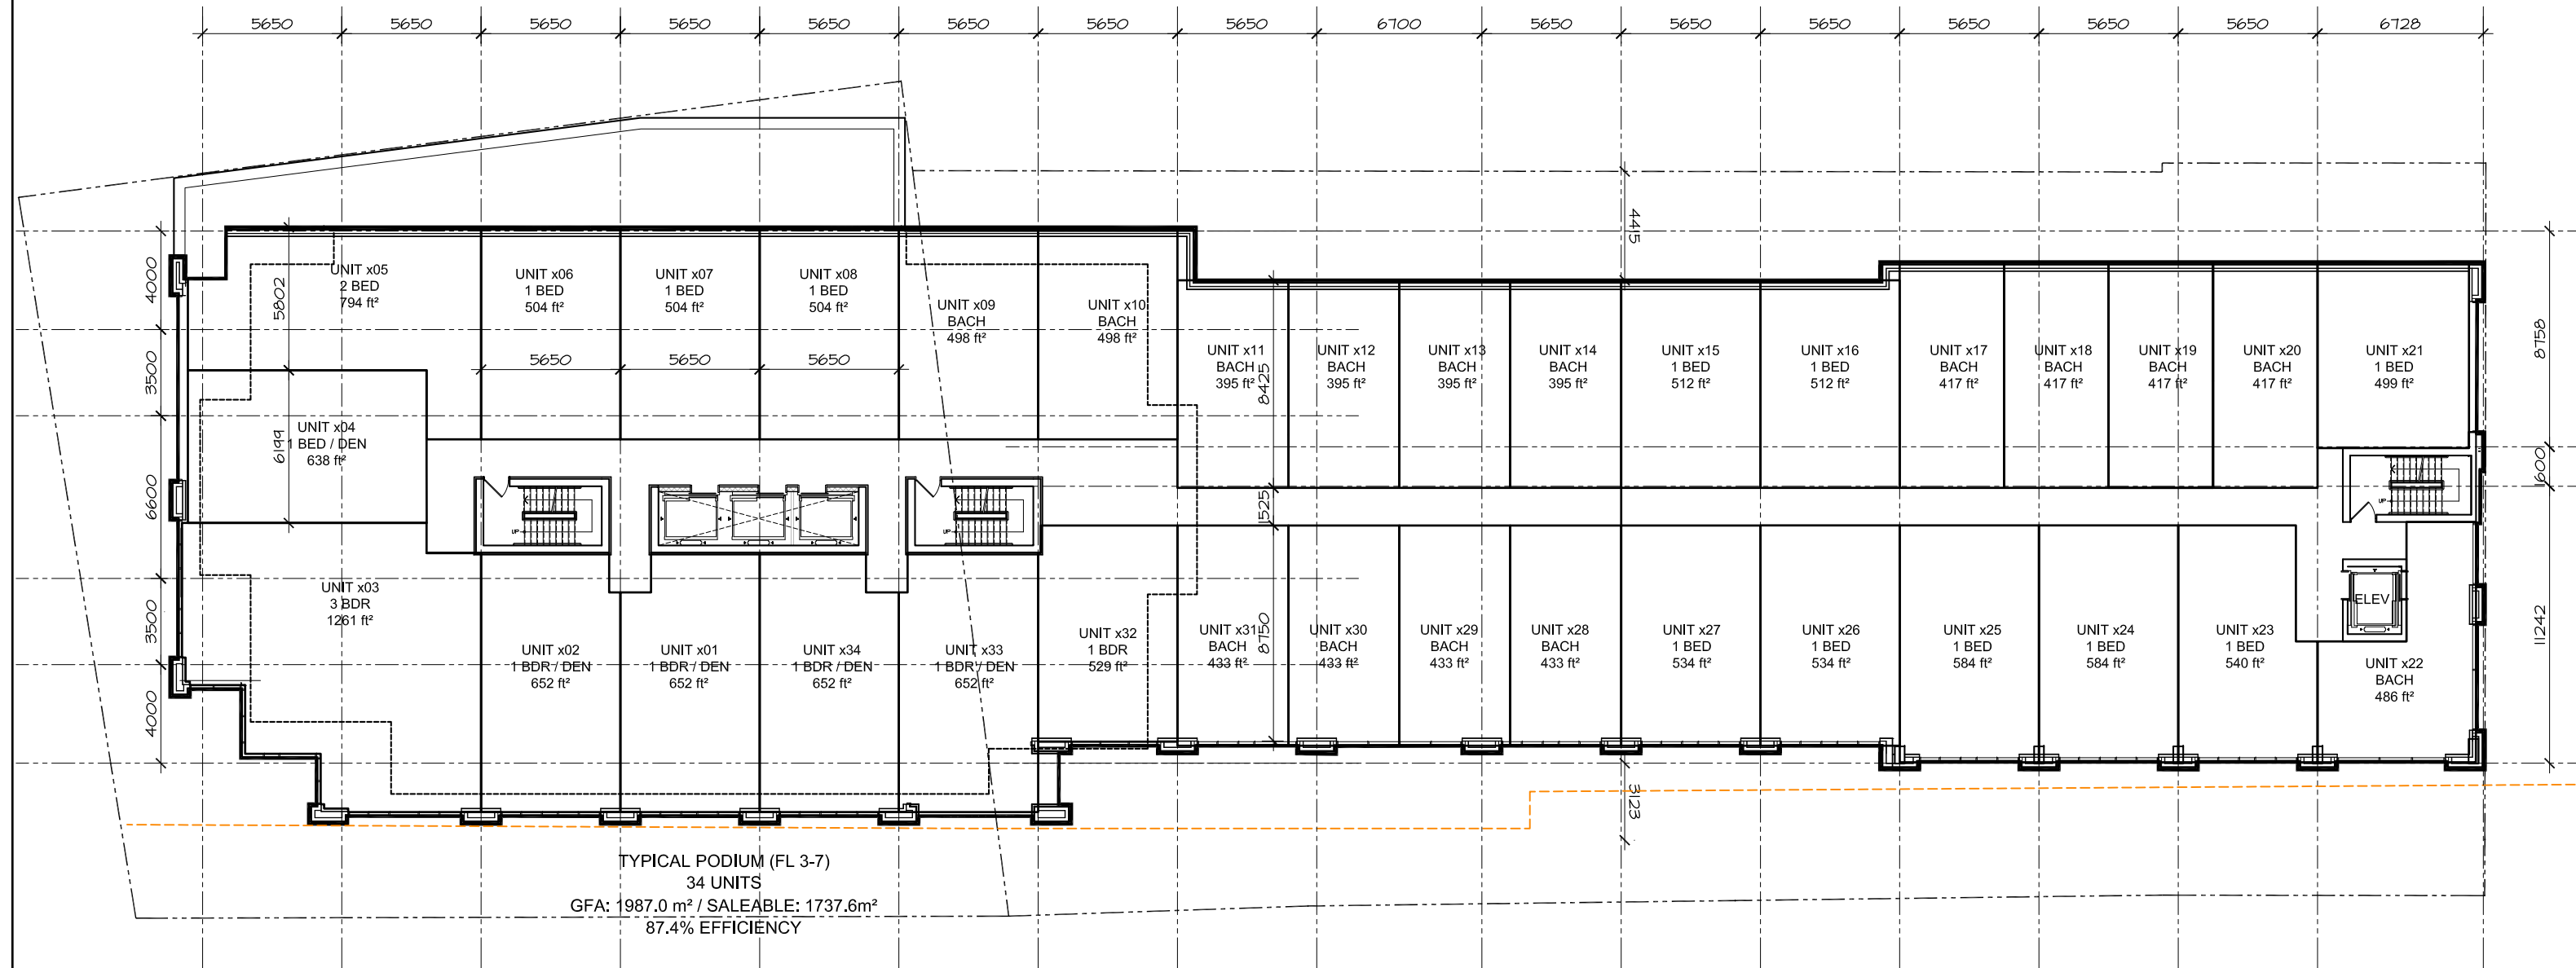 5650 5650 5650 5650 5650 5650 5650 5650 6700 5650 5650 5650 5650 5650 6728
4415
4000
5802
3500
6199
6600
3500
4000
UNIT x05
2 BED
794 ft²
UNIT x06
1 BED
504 ft²
UNIT x07
1 BED
504 ft²
UNIT x08
1 BED
504 ft²
UNIT x09
BACH
498 ft²
UNIT x10
BACH
498 ft²
5650 5650 5650
UNIT x11
BACH
395 ft²
8425
UNIT x12
BACH
395 ft²
UNIT x13
BACH
395 ft²
UNIT x14
BACH
395 ft²
UNIT x15
1 BED
512 ft²
UNIT x16
1 BED
512 ft²
UNIT x17
BACH
417 ft²
UNIT x18
BACH
417 ft²
UNIT x19
BACH
417 ft²
UNIT x20
BACH
417 ft²
UNIT x21
1 BED
499 ft²
8758
1600
11242
UNIT x04
1 BED / DEN
638 ft²
UP
UP
UP
1525
UNIT x03
3 BDR
1261 ft²
UNIT x02
1 BDR / DEN
652 ft²
UNIT x01
1 BDR / DEN
652 ft²
UNIT x34
1 BDR / DEN
652 ft²
UNIT x33
1 BDR / DEN
652 ft²
UNIT x32
1 BDR
529 ft²
UNIT x31
BACH
433 ft²
8750
UNIT x30
BACH
433 ft²
UNIT x29
BACH
433 ft²
UNIT x28
BACH
433 ft²
UNIT x27
1 BED
534 ft²
UNIT x26
1 BED
534 ft²
UNIT x25
1 BED
584 ft²
UNIT x24
1 BED
584 ft²
UNIT x23
1 BED
540 ft²
ELEV
UNIT x22
BACH
486 ft²
3123
TYPICAL PODIUM (FL 3-7)
34 UNITS
GFA: 1987.0 m² / SALEABLE: 1737.6m²
87.4% EFFICIENCY